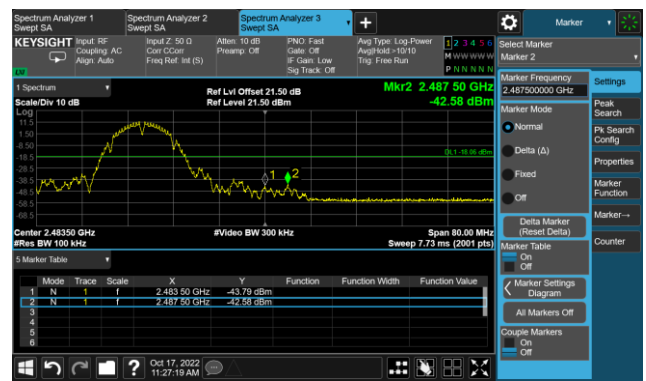 Spectrum Analyzer 1
Swept SA
Spectrum Analyzer 2
Swept SA
Spectrum Analyzer 3
Swept SA
Marker
KEYSIGHT
Input: RF
Coupling: AC
Align: Auto
Input Z: 50 Ω
Corr CCorr
Freq Ref: Int (S)
Atten: 10 dB
Preamp: Off
PNO: Fast
Gate: Off
IF Gain: Low
Sig Track: Off
Avg Type: Log-Power
Avg|Hold:>10/10
Trig: Free Run
1 2 3 4 5 6
M W W W W W
P N N N N N
LW
Select Marker
Marker 2
1 Spectrum
Scale/Div 10 dB
Ref Lvl Offset 21.50 dB
Ref Level 21.50 dBm
Mkr2 2.487 50 GHz
-42.58 dBm
Log
11.5
1.50
-8.50
-18.5
-28.5
-38.5
-48.5
-58.5
-68.5
DL1 -18.06 dBm
1
2
Center 2.48350 GHz
#Res BW 100 kHz
#Video BW 300 kHz
Span 80.00 MHz
Sweep 7.73 ms (2001 pts)
5 Marker Table
Mode Trace Scale X Y Function Function Width Function Value
1 N 1 f 2.483 50 GHz -43.79 dBm
2 N 1 f 2.487 50 GHz -42.58 dBm
3
4
5
6
Marker Frequency
2.487500000 GHz
Marker Mode
Normal
Delta (Δ)
Fixed
Off
Delta Marker
(Reset Delta)
Marker Table
On
Off
Marker Settings
Diagram
All Markers Off
Couple Markers
On
Off
Settings
Peak
Search
Pk Search
Config
Properties
Marker
Function
Marker→
Counter
?
Oct 17, 2022
11:27:19 AM